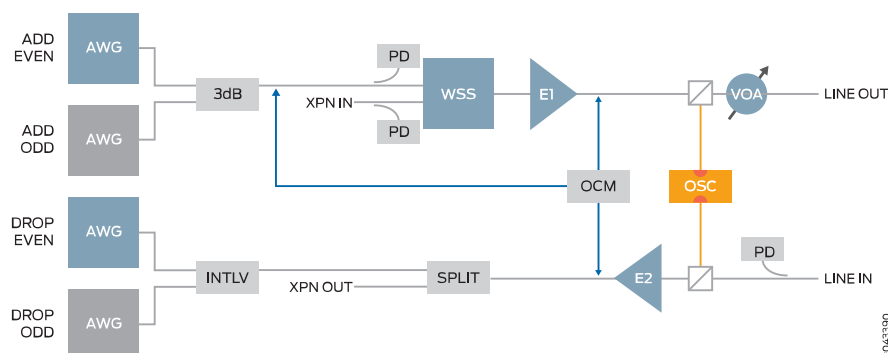 ADD
EVEN
AWG
PD
3dB
XPN IN
WSS
E1
VOA
LINE OUT
ADD
ODD
AWG
PD
OCM
OSC
DROP
EVEN
AWG
PD
INTLV
XPN OUT
SPLIT
E2
LINE IN
DROP
ODD
AWG
g043390